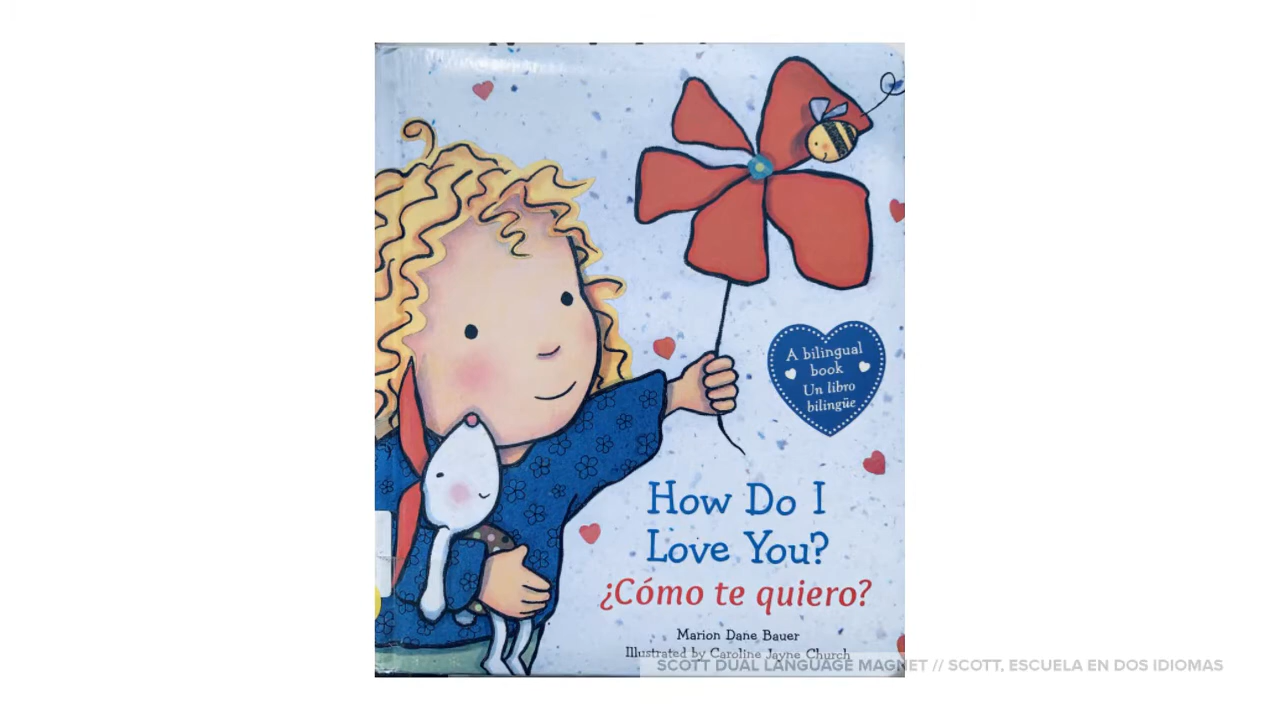 A bilingual
book
Un libro
bilingüe
How Do I
Love You?
¿Cómo te quiero?
Marion Dane Bauer
Illustrated by Caroline Jayne Church
SCOTT DUAL LANGUAGE MAGNET // SCOTT, ESCUELA EN DOS IDIOMAS